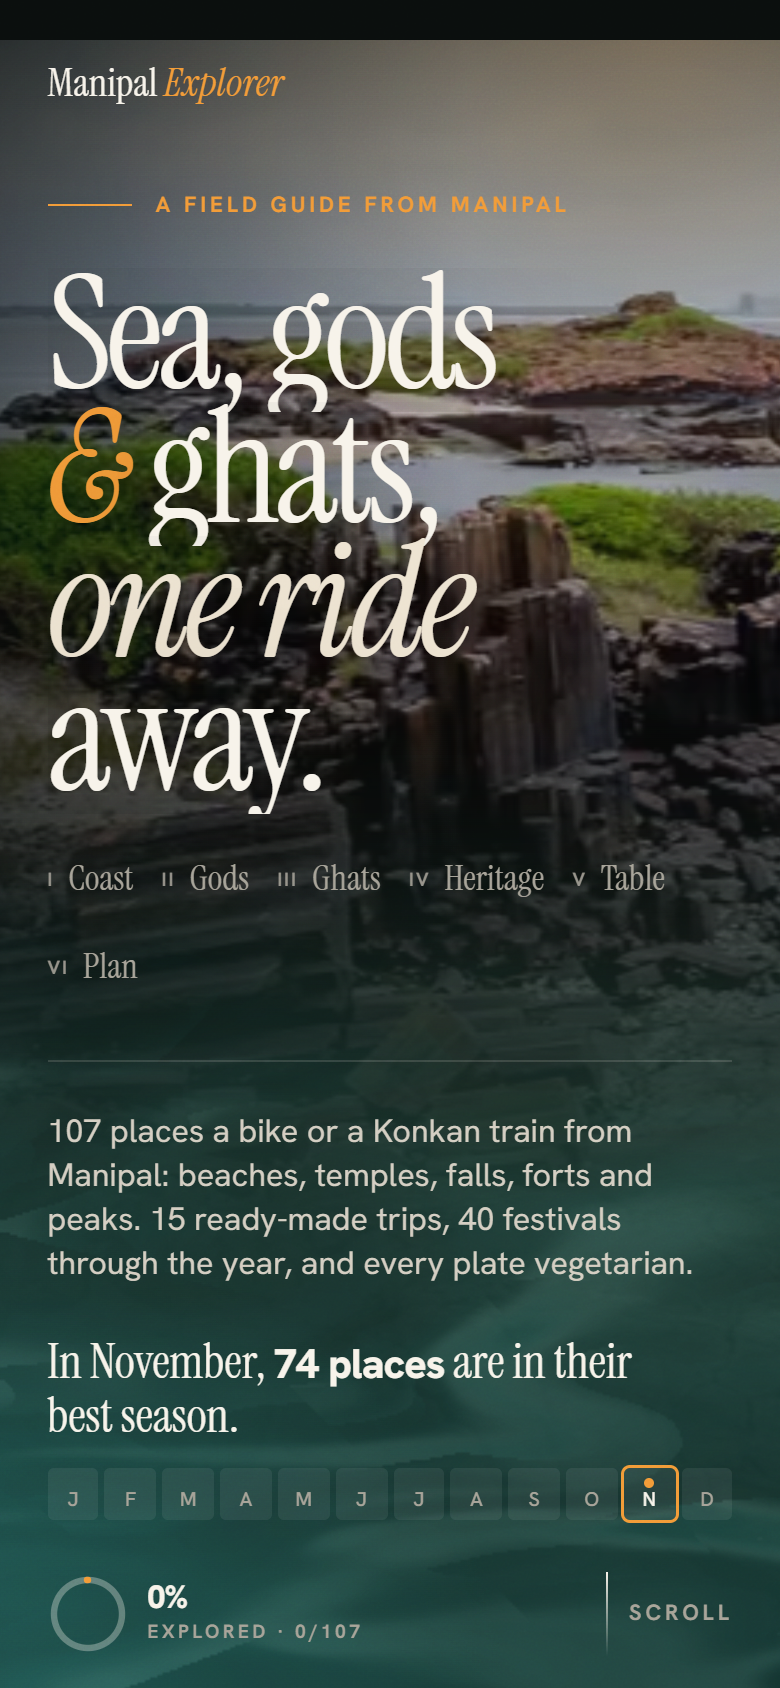 Manipal Explorer
A FIELD GUIDE FROM MANIPAL
Sea, gods
& ghats,
one ride
away.
I Coast II Gods III Ghats IV Heritage V Table
VI Plan
107 places a bike or a Konkan train from
Manipal: beaches, temples, falls, forts and
peaks. 15 ready-made trips, 40 festivals
through the year, and every plate vegetarian.
In November, 74 places are in their
best season.
J F M A M J J A S O N D
0%
EXPLORED · 0/107
SCROLL